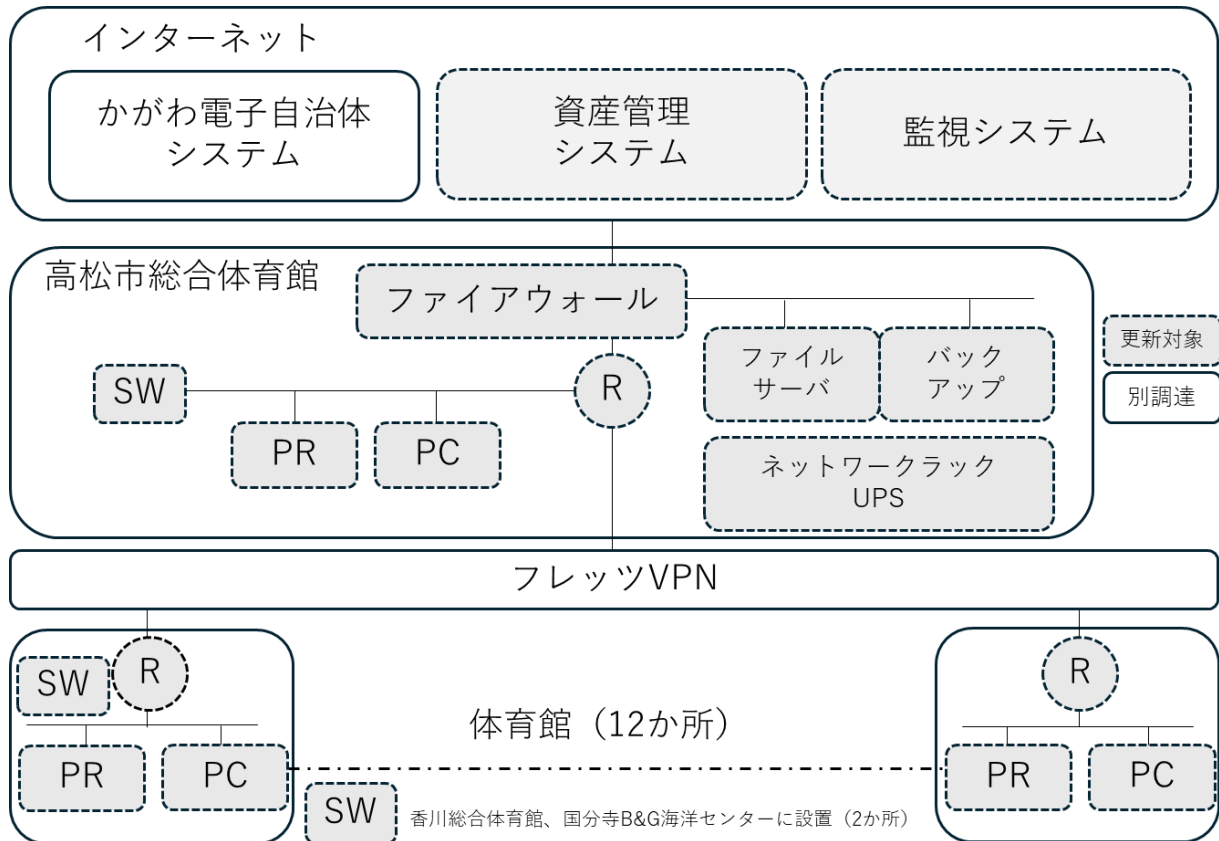 インターネット
かがわ電子自治体
システム
資産管理
システム
監視システム
高松市総合体育館
ファイアウォール
SW
PR
PC
R
ファイル
サーバ
バック
アップ
ネットワークラック
UPS
更新対象
別調達
フレッツVPN
SW
R
PR
PC
体育館（12か所）
SW
香川総合体育館、国分寺B&G海洋センターに設置（2か所）
R
PR
PC